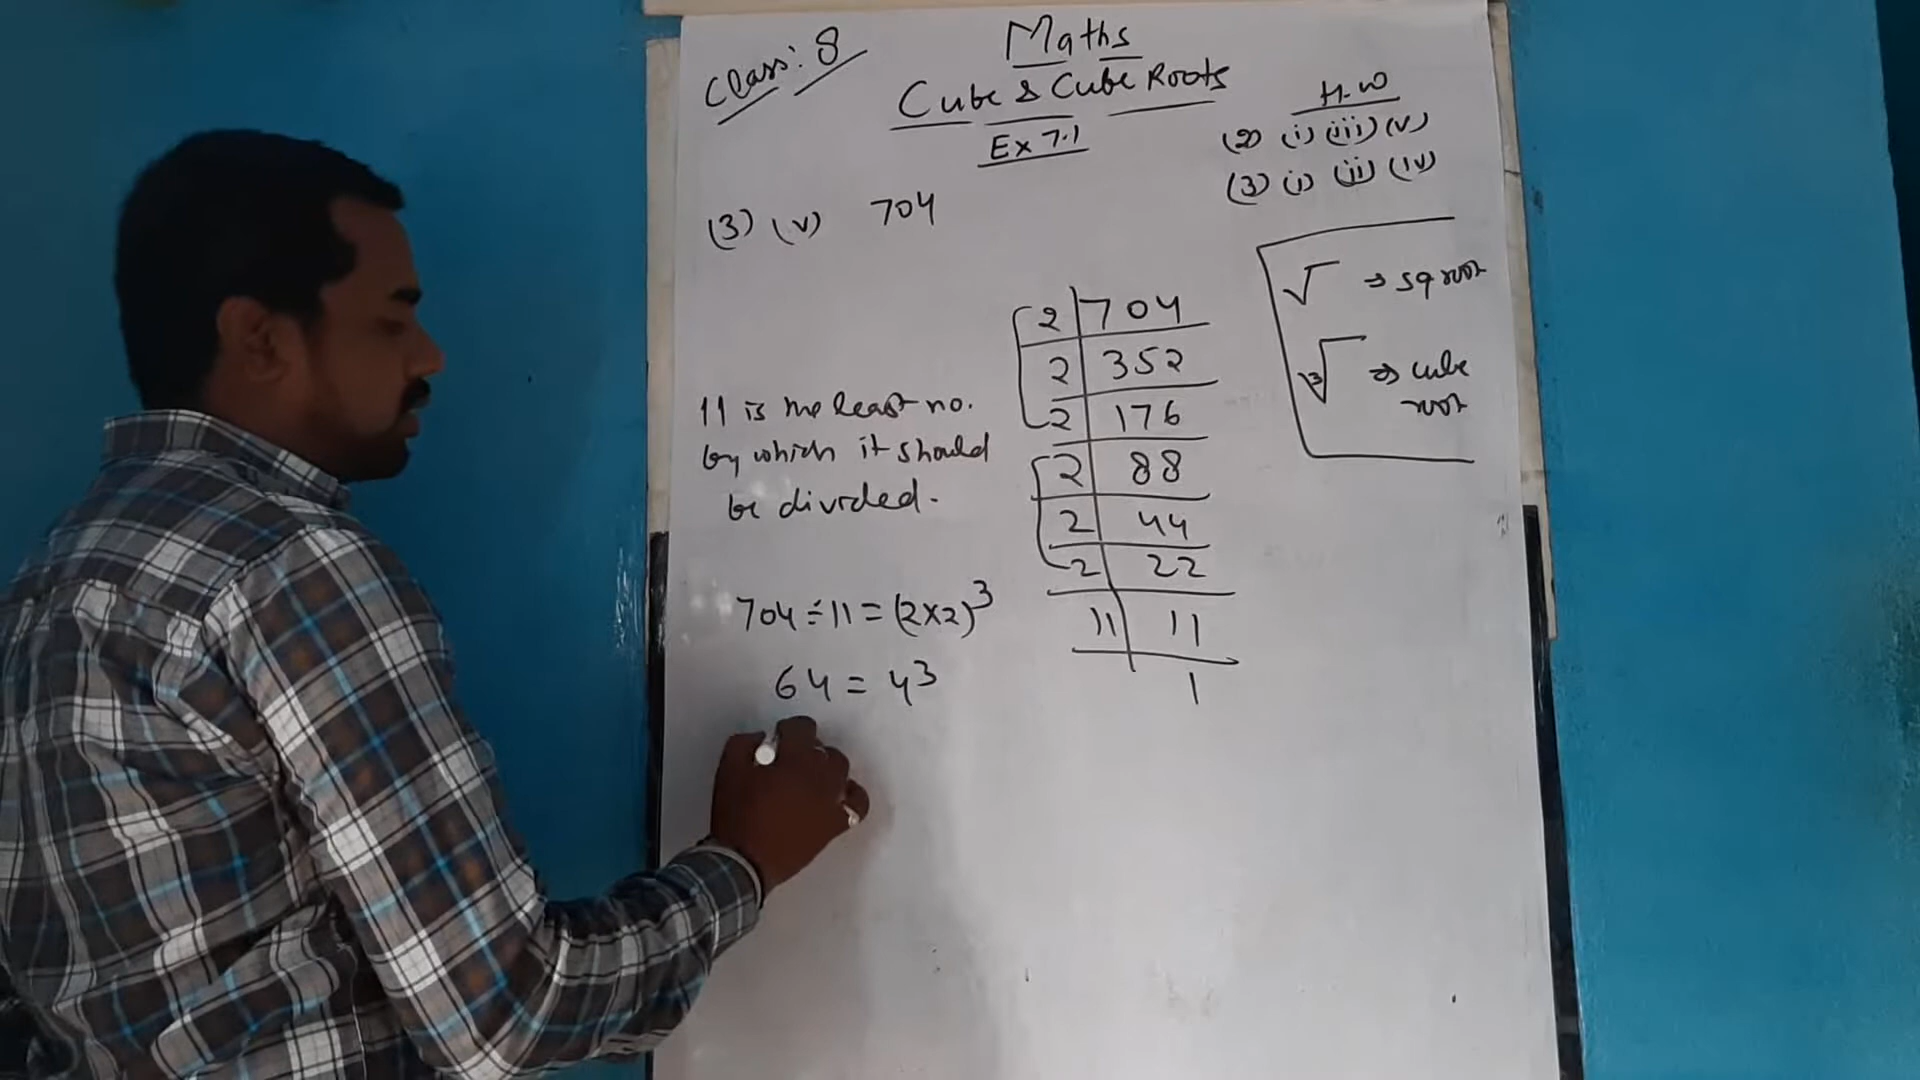 Class: 8
Maths
Cube & Cube Roots
Ex 7.1
H.W
(2) (i) (iii) (v)
(3) (i) (ii) (iv)
(3) (v) 704
√ ⇒ sq root
3√ ⇒ cube
root
2 | 704
2 | 352
2 | 176
2 | 88
2 | 44
2 | 22
11 | 11
1
11 is the least no.
by which it should
be divided.
704 ÷ 11 = (2×2)³
64 = 4³